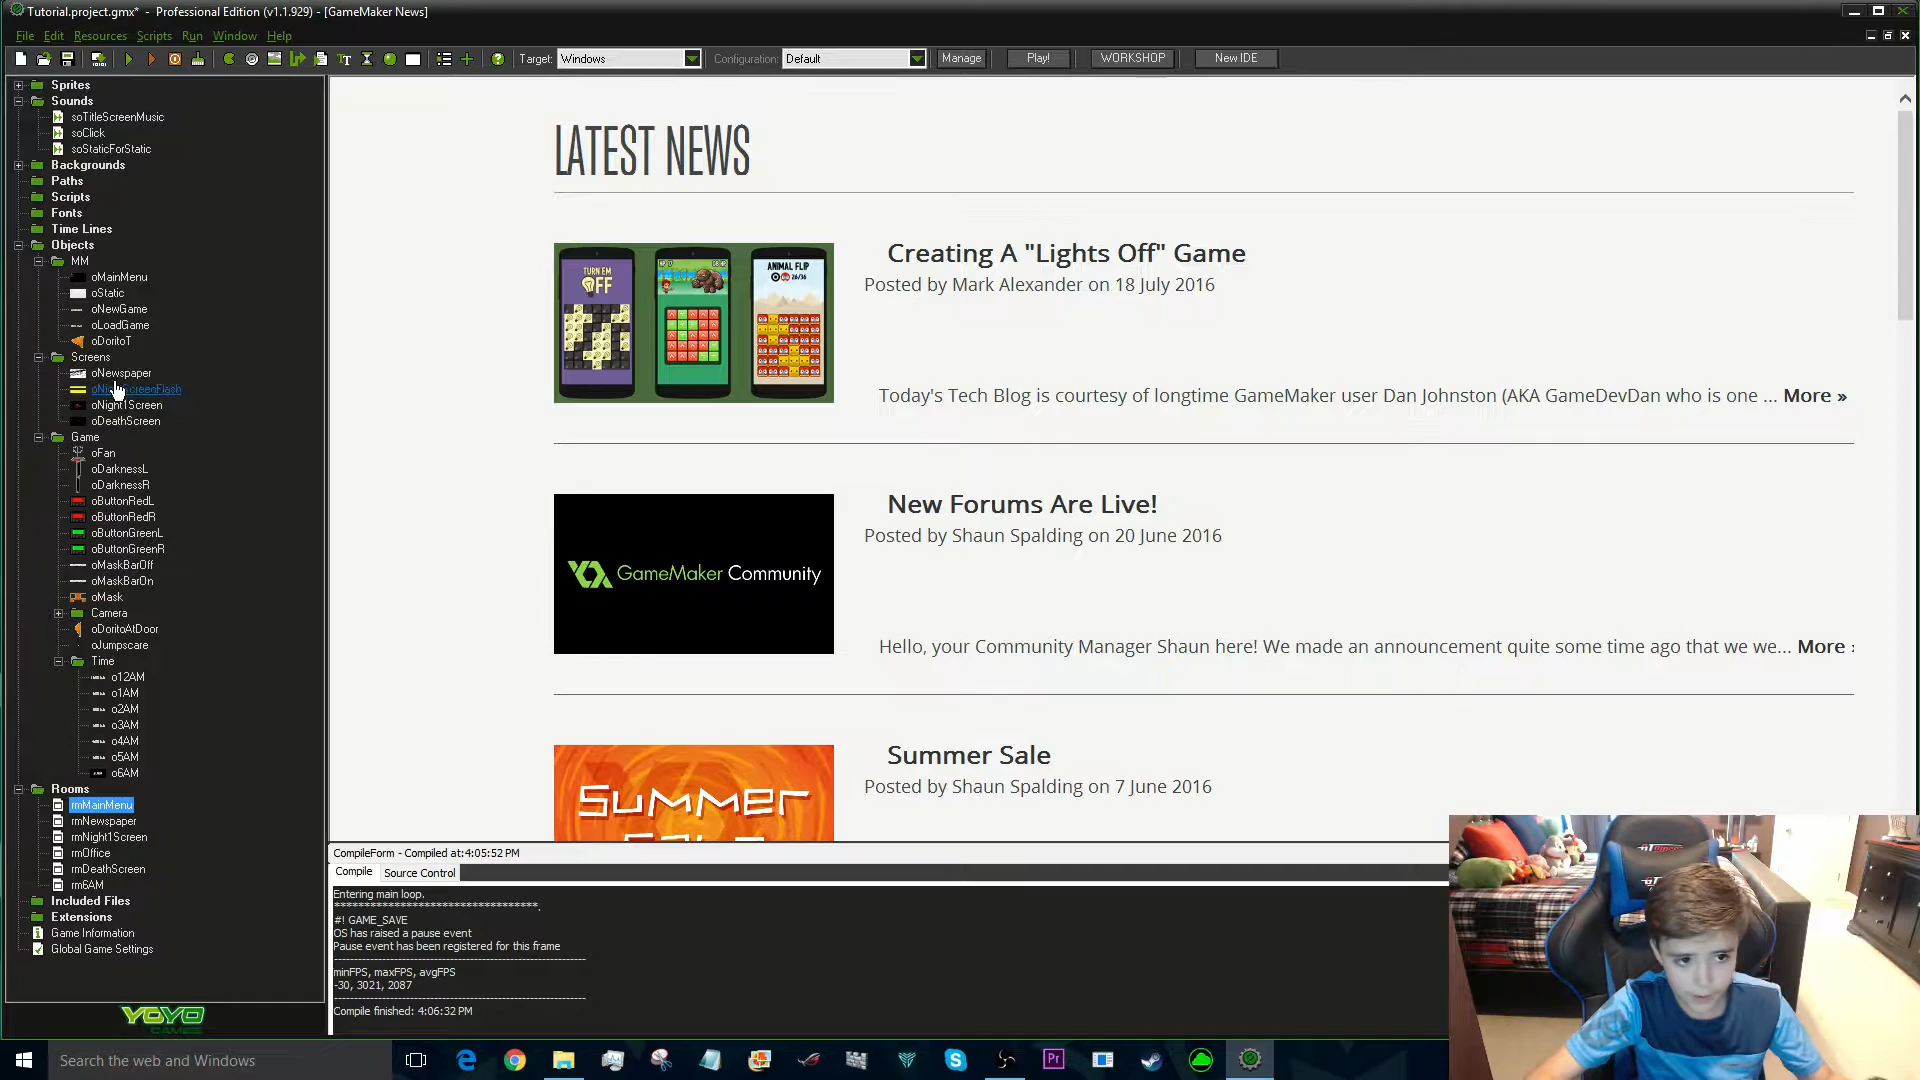 Tutorial.project.gmx* - Professional Edition (v1.1.929) - [GameMaker News]
File Edit Resources Scripts Run Window Help
Target: Windows Configuration: Default Manage Play! WORKSHOP New IDE
Sprites
Sounds
soTitleScreenMusic
soClick
soStaticForStatic
Backgrounds
Paths
Scripts
Fonts
Time Lines
Objects
MM
oMainMenu
oStatic
oNewGame
oLoadGame
oDoritoT
Screens
oNewspaper
oNight1Screen
oDeathScreen
Game
oFan
oDarknessL
oDarknessR
oButtonRedL
oButtonRedR
oButtonGreenL
oButtonGreenR
oMaskBarOff
oMaskBarOn
oMask
Camera
oDoritoAtDoor
oJumpscare
Time
o12AM
o1AM
o2AM
o3AM
o4AM
o5AM
o6AM
Rooms
rmMainMenu
rmNewspaper
rmNight1Screen
rmOffice
rmDeathScreen
rm6AM
Included Files
Extensions
Game Information
Global Game Settings
YOYO
GAMES
LATEST NEWS
TURN EM
OFF
ANIMAL FLIP
Creating A "Lights Off" Game
Posted by Mark Alexander on 18 July 2016
Today's Tech Blog is courtesy of longtime GameMaker user Dan Johnston (AKA GameDevDan who is one ... More »
GameMaker Community
New Forums Are Live!
Posted by Shaun Spalding on 20 June 2016
Hello, your Community Manager Shaun here! We made an announcement quite some time ago that we we... More
SUMMER
Summer Sale
Posted by Shaun Spalding on 7 June 2016
CompileForm - Compiled at:4:05:52 PM
Compile Source Control
Entering main loop.
**********************************.
#! GAME_SAVE
OS has raised a pause event
Pause event has been registered for this frame
minFPS, maxFPS, avgFPS
-30, 3021, 2087
Compile finished: 4:06:32 PM
Search the web and Windows